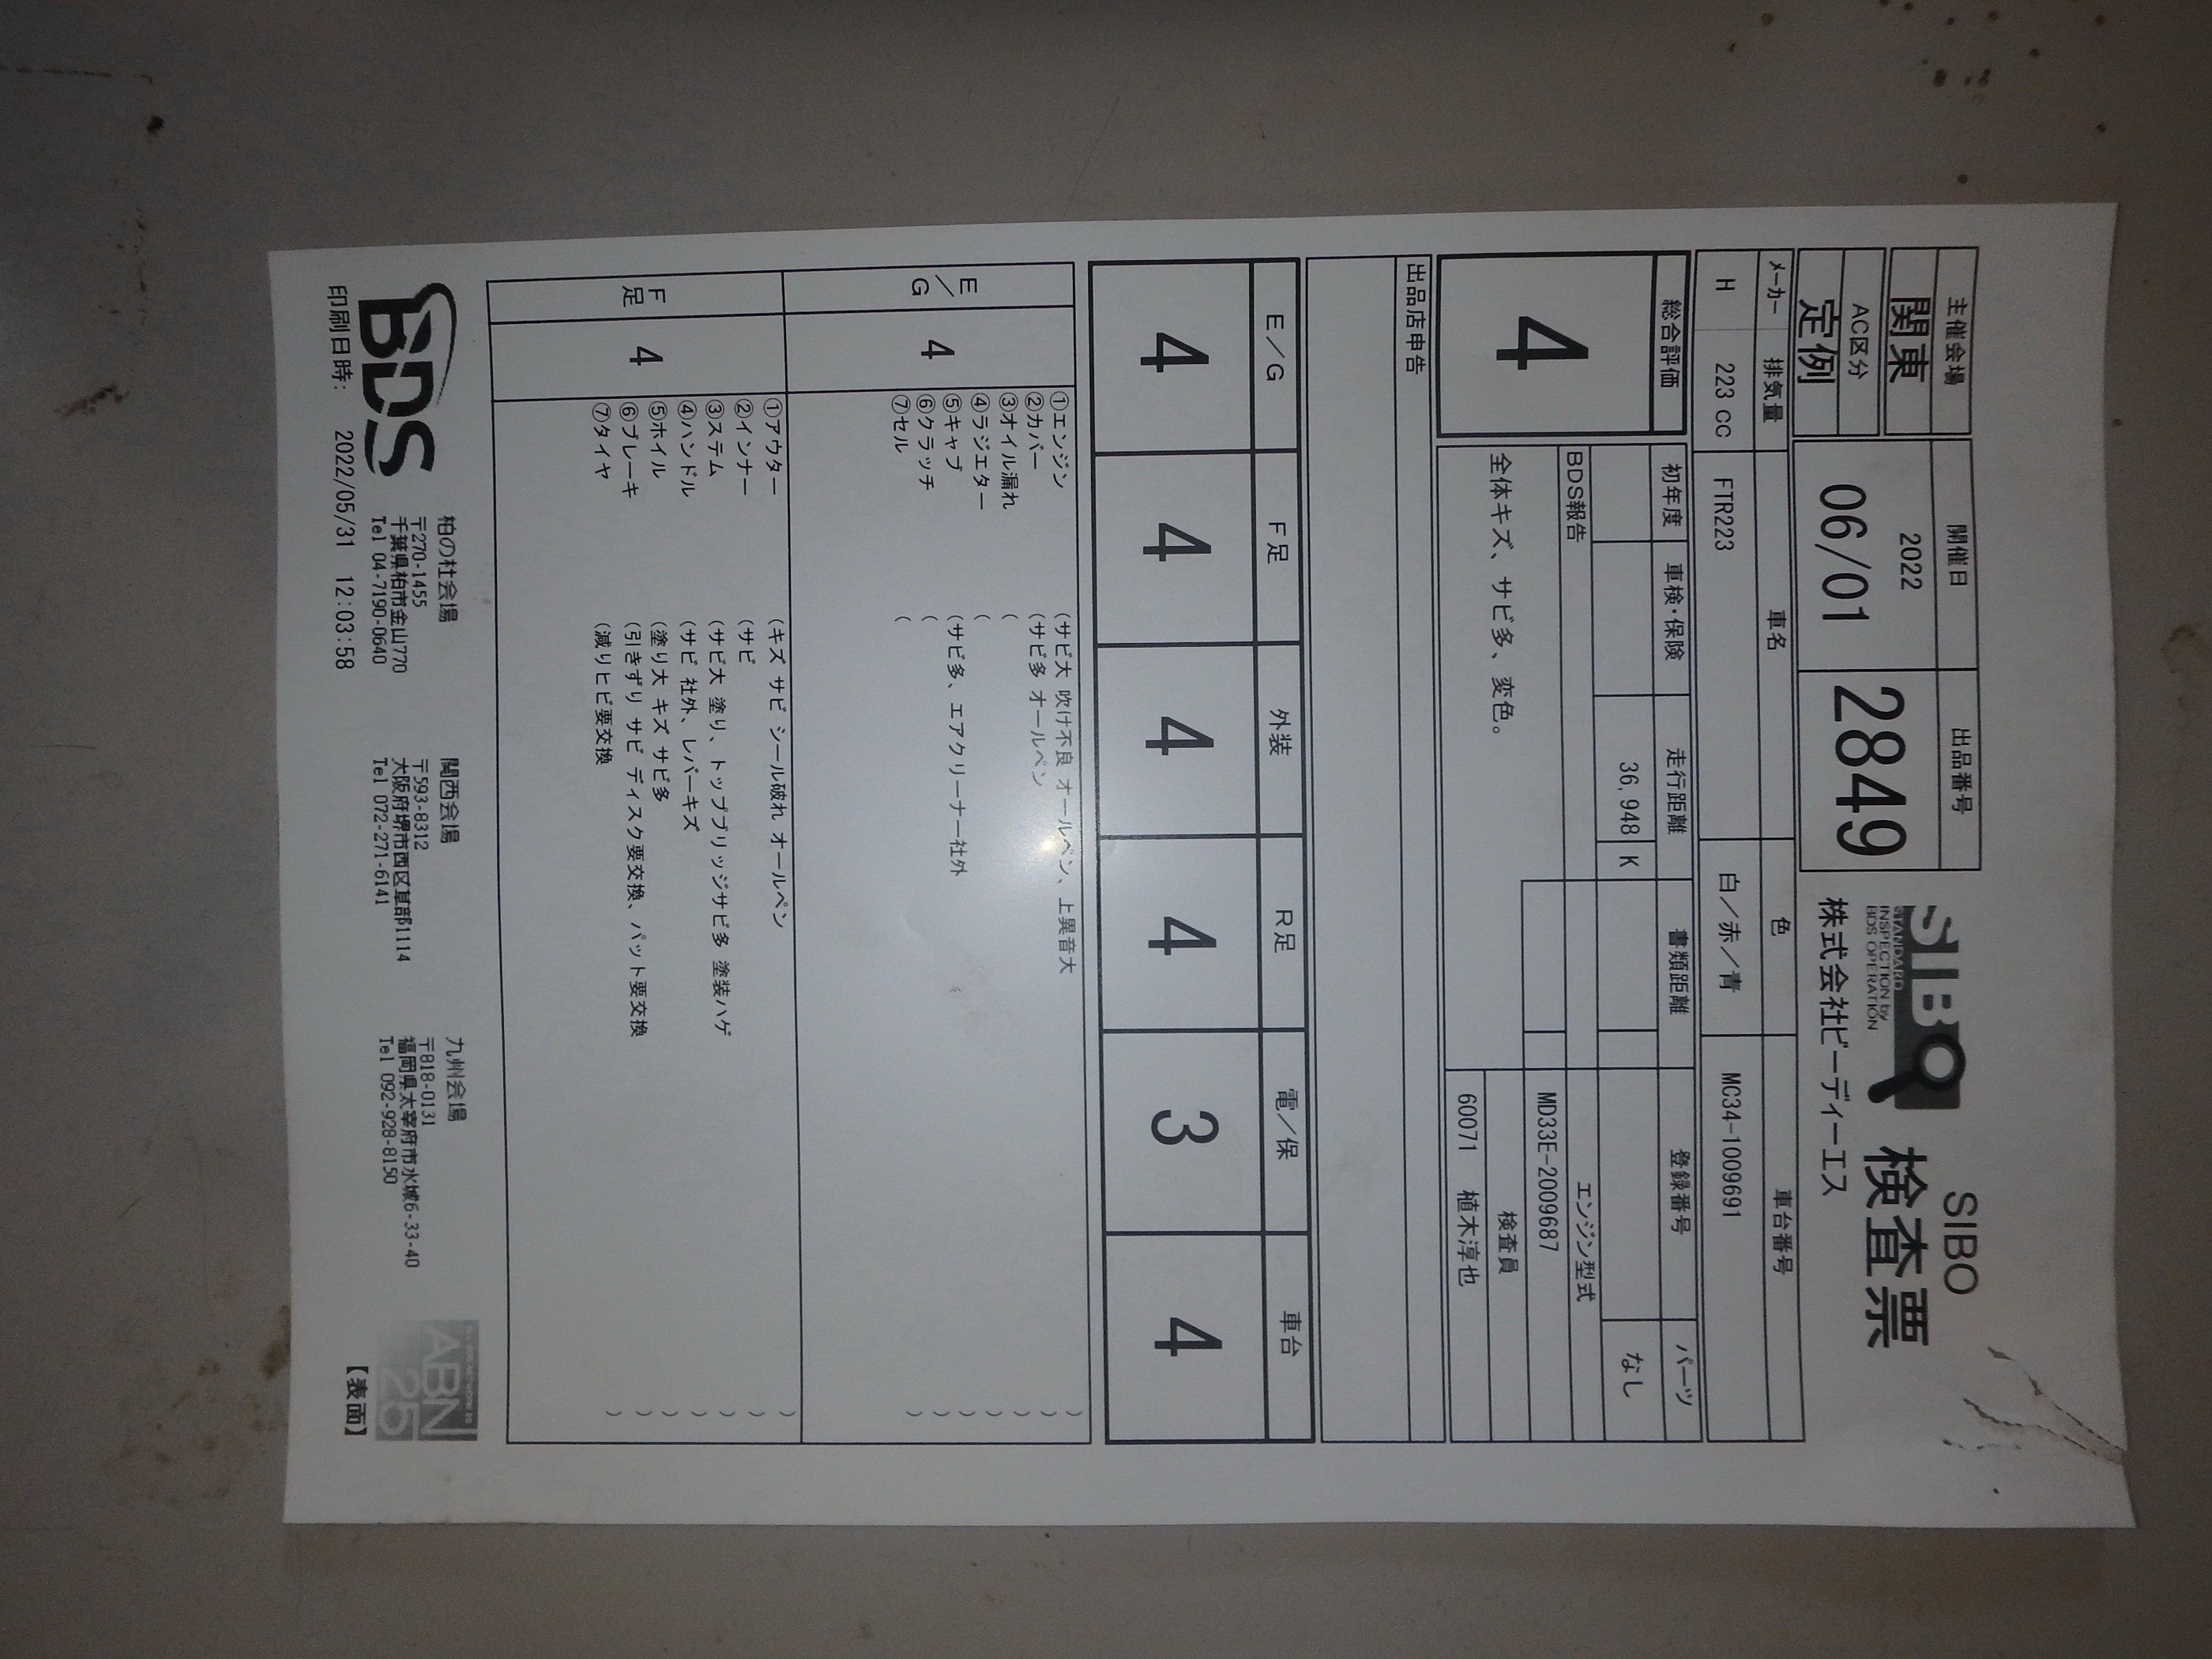 主催会場 開催日 出品番号
関東 2022 06/01 2849
AC区分
定例
SIBO
STANDARD
INSPECTION by
BDS OPERATION
SIBO
検査票
株式会社ビーディーエス
ﾒｰｶｰ 排気量 車名 色 車台番号
H 223 CC FTR223 白／赤／青 MC34-1009691
総合評価 初年度 車検・保険 走行距離 書類距離 登録番号 パーツ
4 36,948 K なし
BDS報告 エンジン型式
MD33E-2009687
全体キズ、サビ多、変色。
検査員
60071 植木淳也
出品店申告
E／G F足 外装 R足 電／保 車台
4 4 4 4 3 4
E／G 4
①エンジン (サビ大 吹け不良 オールペン、上異音大 )
②カバー (サビ多 オールペン )
③オイル漏れ ( )
④ラジエター ( )
⑤キャブ (サビ多、エアクリーナー社外 )
⑥クラッチ ( )
⑦セル ( )
F足 4
①アウター (キズ サビ シール破れ オールペン )
②インナー (サビ )
③ステム (サビ大 塗り、トップブリッジサビ多 塗装ハゲ )
④ハンドル (サビ 社外、レバーキズ )
⑤ホイル (塗り大 キズ サビ多 )
⑥ブレーキ (引きずり サビ ディスク要交換、パット要交換 )
⑦タイヤ (減りヒビ要交換 )
BDS
柏の杜会場
〒270-1455
千葉県柏市金山770
Tel 04-7190-0640
関西会場
〒593-8312
大阪府堺市西区草部1114
Tel 072-271-6141
九州会場
〒818-0131
福岡県太宰府市水城6-33-40
Tel 092-928-8150
ABN
25
印刷日時: 2022/05/31 12:03:58
【表面】